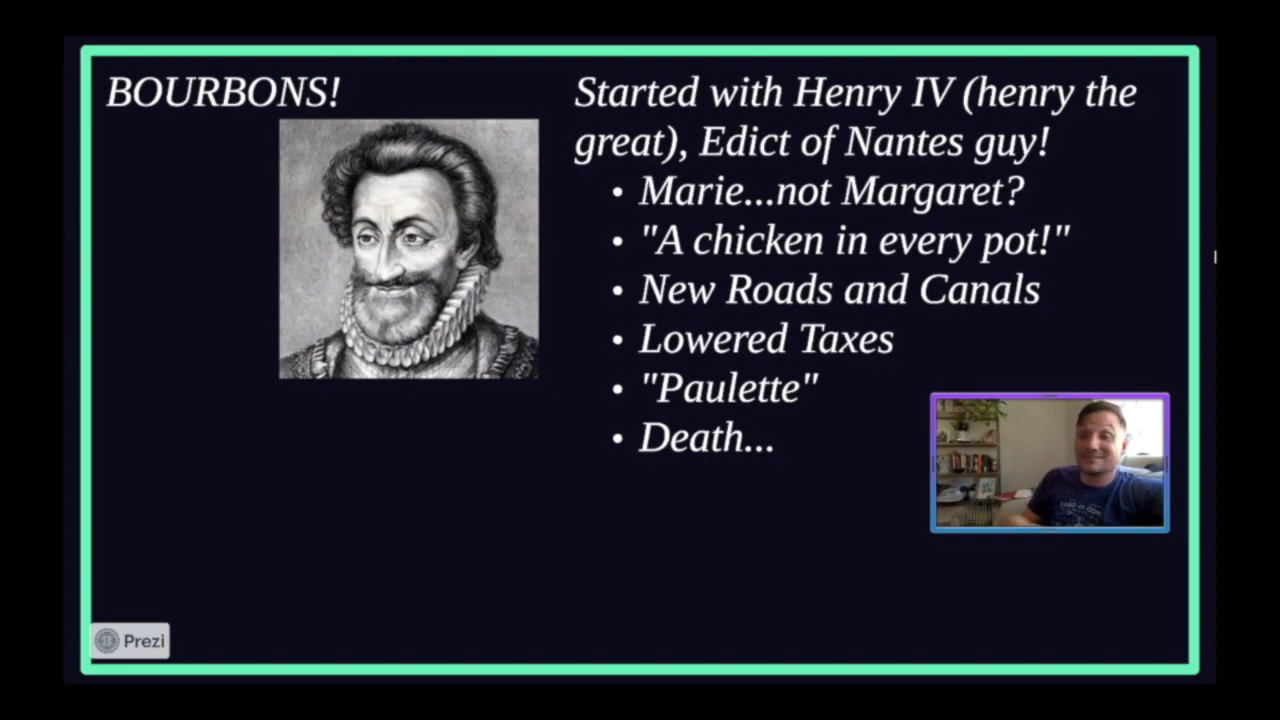 BOURBONS!
Started with Henry IV (henry the
great), Edict of Nantes guy!
• Marie...not Margaret?
• "A chicken in every pot!"
• New Roads and Canals
• Lowered Taxes
• "Paulette"
• Death...
Prezi